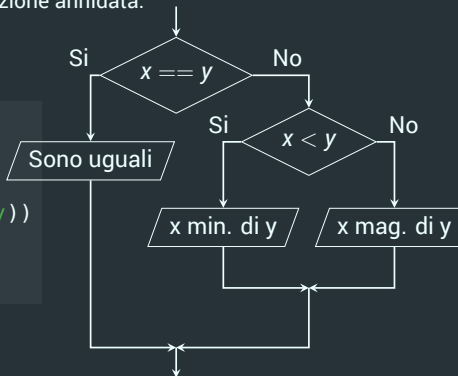 zione annidata.
Si
x == y
No
Si
x < y
No
Sono uguali
))
x min. di y
x mag. di y